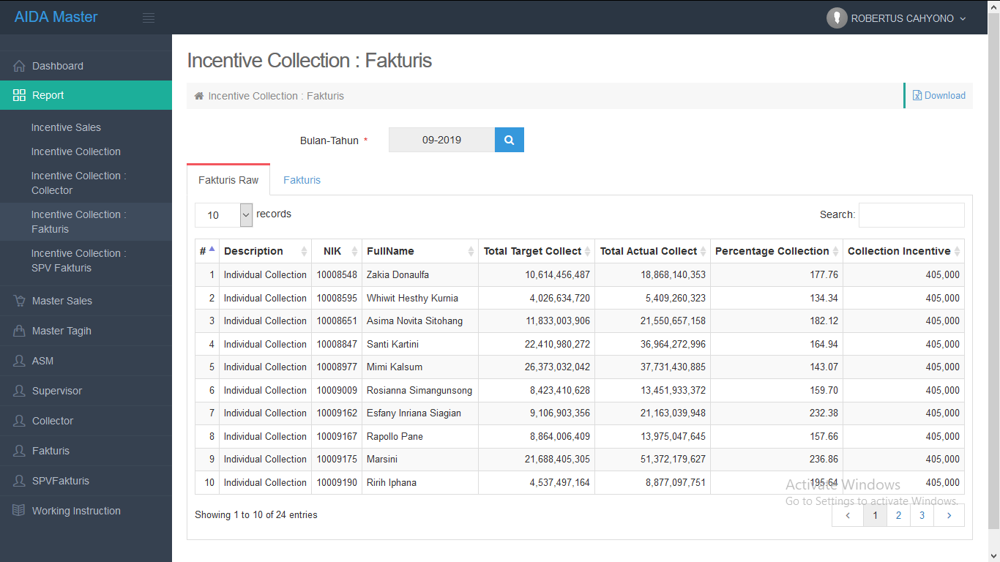 AIDA Master
ROBERTUS CAHYONO
Dashboard
Report
Incentive Sales
Incentive Collection
Incentive Collection :
Collector
Incentive Collection :
Fakturis
Incentive Collection :
SPV Fakturis
Master Sales
Master Tagih
ASM
Supervisor
Collector
Fakturis
SPVFakturis
Working Instruction
Incentive Collection : Fakturis
Incentive Collection : Fakturis
Download
Bulan-Tahun * 09-2019
Fakturis Raw Fakturis
10 records Search:
# Description NIK FullName Total Target Collect Total Actual Collect Percentage Collection Collection Incentive
1 Individual Collection 10008548 Zakia Donaulfa 10,614,456,487 18,868,140,353 177.76 405,000
2 Individual Collection 10008595 Whiwit Hesthy Kurnia 4,026,634,720 5,409,260,323 134.34 405,000
3 Individual Collection 10008651 Asima Novita Sitohang 11,833,003,906 21,550,657,158 182.12 405,000
4 Individual Collection 10008847 Santi Kartini 22,410,980,272 36,964,272,996 164.94 405,000
5 Individual Collection 10008977 Mimi Kalsum 26,373,032,042 37,731,430,885 143.07 405,000
6 Individual Collection 10009009 Rosianna Simangunsong 8,423,410,628 13,451,933,372 159.70 405,000
7 Individual Collection 10009162 Esfany Inriana Siagian 9,106,903,356 21,163,039,948 232.38 405,000
8 Individual Collection 10009167 Rapollo Pane 8,864,006,409 13,975,047,645 157.66 405,000
9 Individual Collection 10009175 Marsini 21,688,405,305 51,372,179,627 236.86 405,000
10 Individual Collection 10009190 Ririh Iphana 4,537,497,164 8,877,097,751 195.64 405,000
Activate Windows
Go to Settings to activate Windows.
Showing 1 to 10 of 24 entries
1 2 3